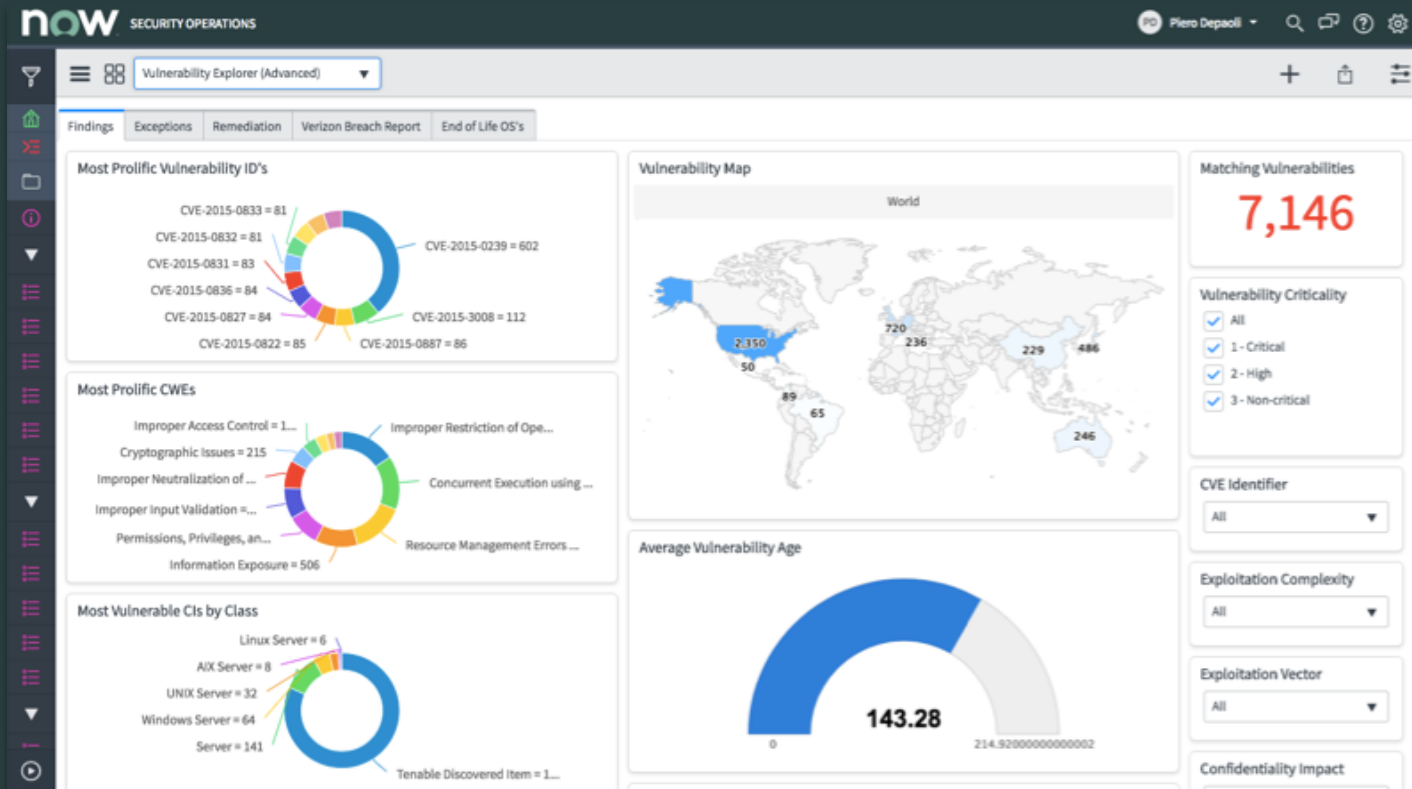 now SECURITY OPERATIONS
PD Piero Depaoli
Vulnerability Explorer (Advanced)
Findings Exceptions Remediation Verizon Breach Report End of Life OS's
Most Prolific Vulnerability ID's
CVE-2015-0833 = 81
CVE-2015-0832 = 81
CVE-2015-0831 = 83
CVE-2015-0836 = 84
CVE-2015-0827 = 84
CVE-2015-0822 = 85
CVE-2015-0239 = 602
CVE-2015-3008 = 112
CVE-2015-0887 = 86
Most Prolific CWEs
Improper Access Control = 1...
Cryptographic Issues = 215
Improper Neutralization of ...
Improper Input Validation =...
Permissions, Privileges, an...
Information Exposure = 506
Improper Restriction of Ope...
Concurrent Execution using ...
Resource Management Errors ...
Most Vulnerable CIs by Class
Linux Server = 6
AIX Server = 8
UNIX Server = 32
Windows Server = 64
Server = 141
Tenable Discovered Item = 1...
Vulnerability Map
World
720
236
2,350
229
486
50
89
65
246
Average Vulnerability Age
143.28
0
214.92000000000002
Matching Vulnerabilities
7,146
Vulnerability Criticality
All
1 - Critical
2 - High
3 - Non-critical
CVE Identifier
All
Exploitation Complexity
All
Exploitation Vector
All
Confidentiality Impact